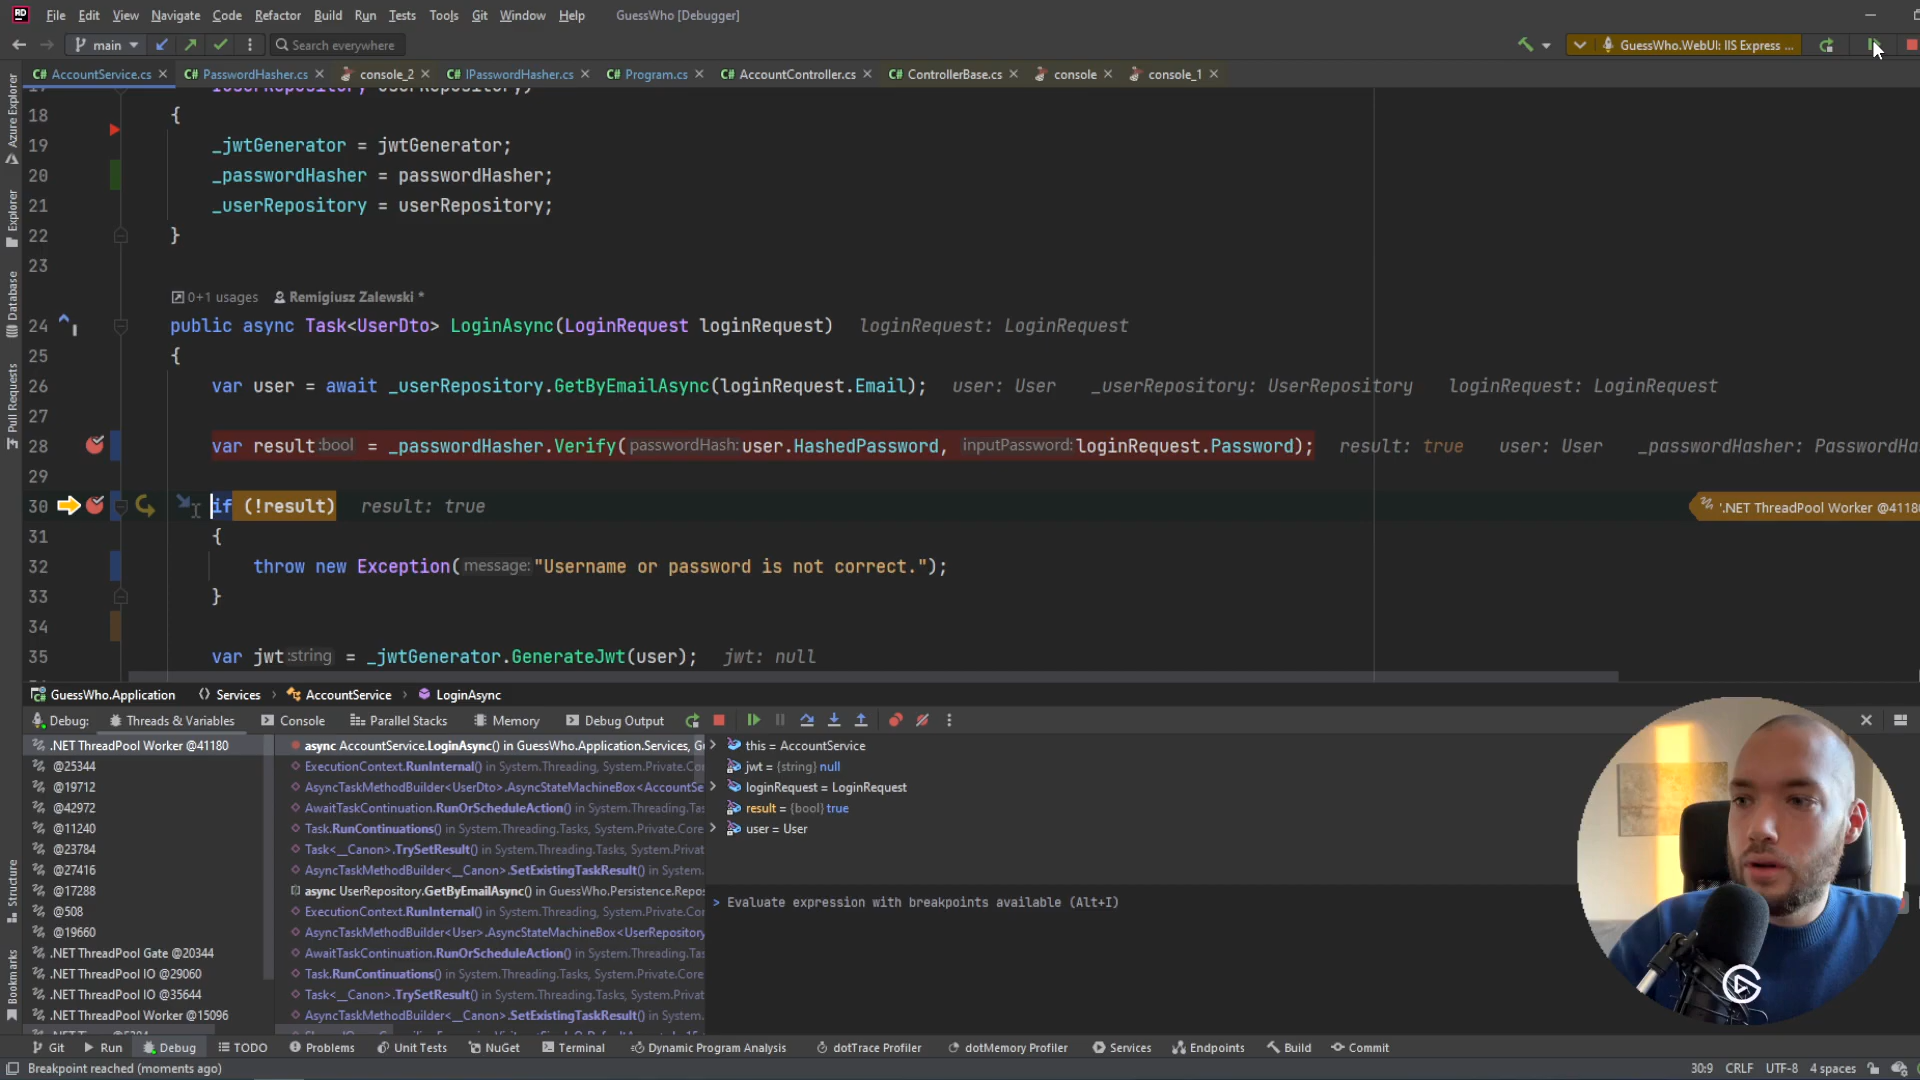 RD File Edit View Navigate Code Refactor Build Run Tests Tools Git Window Help GuessWho [Debugger]
main Search everywhere GuessWho.WebUI: IIS Express ...
C# AccountService.cs C# PasswordHasher.cs console_2 C# IPasswordHasher.cs C# Program.cs C# AccountController.cs C# ControllerBase.cs console console_1
18 {
19 _jwtGenerator = jwtGenerator;
20 _passwordHasher = passwordHasher;
21 _userRepository = userRepository;
22 }
23
0+1 usages Remigiusz Zalewski *
24 public async Task<UserDto> LoginAsync(LoginRequest loginRequest) loginRequest: LoginRequest
25 {
26 var user = await _userRepository.GetByEmailAsync(loginRequest.Email); user: User _userRepository: UserRepository loginRequest: LoginRequest
27
28 var result:bool = _passwordHasher.Verify(passwordHash:user.HashedPassword, inputPassword:loginRequest.Password); result: true user: User _passwordHasher: PasswordHa
29
30 if (!result) result: true '.NET ThreadPool Worker @41180
31 {
32 throw new Exception(message:"Username or password is not correct.");
33 }
34
35 var jwt:string = _jwtGenerator.GenerateJwt(user); jwt: null
Azure Explorer
Explorer
Database
Pull Requests
Structure
Bookmarks
GuessWho.Application Services AccountService LoginAsync
Debug: Threads & Variables Console Parallel Stacks Memory Debug Output
.NET ThreadPool Worker @41180
@25344
@19712
@42972
@11240
@23784
@27416
@17288
@508
@19660
.NET ThreadPool Gate @20344
.NET ThreadPool IO @29060
.NET ThreadPool IO @35644
.NET ThreadPool Worker @15096
async AccountService.LoginAsync() in GuessWho.Application.Services, G
ExecutionContext.RunInternal() in System.Threading, System.Private.Cor
AsyncTaskMethodBuilder<UserDto>.AsyncStateMachineBox<AccountSe
AwaitTaskContinuation.RunOrScheduleAction() in System.Threading.Tas
Task.RunContinuations() in System.Threading.Tasks, System.Private.Core
Task<__Canon>.TrySetResult() in System.Threading.Tasks, System.Privat
AsyncTaskMethodBuilder<__Canon>.SetExistingTaskResult() in System.R
async UserRepository.GetByEmailAsync() in GuessWho.Persistence.Repos
ExecutionContext.RunInternal() in System.Threading, System.Private.Cor
AsyncTaskMethodBuilder<User>.AsyncStateMachineBox<UserRepository
AwaitTaskContinuation.RunOrScheduleAction() in System.Threading.Tas
Task.RunContinuations() in System.Threading.Tasks, System.Private.Core
Task<__Canon>.TrySetResult() in System.Threading.Tasks, System.Privat
AsyncTaskMethodBuilder<__Canon>.SetExistingTaskResult() in System.R
this = AccountService
jwt = {string} null
loginRequest = LoginRequest
result = {bool} true
user = User
> Evaluate expression with breakpoints available (Alt+I)
Git Run Debug TODO Problems Unit Tests NuGet Terminal Dynamic Program Analysis dotTrace Profiler dotMemory Profiler Services Endpoints Build Commit
Breakpoint reached (moments ago) 30:9 CRLF UTF-8 4 spaces